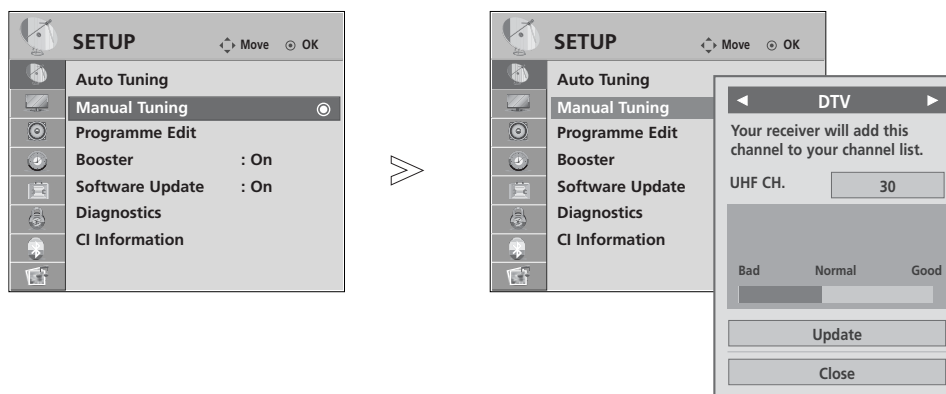 SETUP Move OK
Auto Tuning
Manual Tuning
Programme Edit
Booster : On
Software Update : On
Diagnostics
CI Information
SETUP Move OK
Auto Tuning
Manual Tuning
Programme Edit
Booster
Software Update
Diagnostics
CI Information
◀ DTV ▶
Your receiver will add this
channel to your channel list.
UHF CH. 30
Bad Normal Good
Update
Close